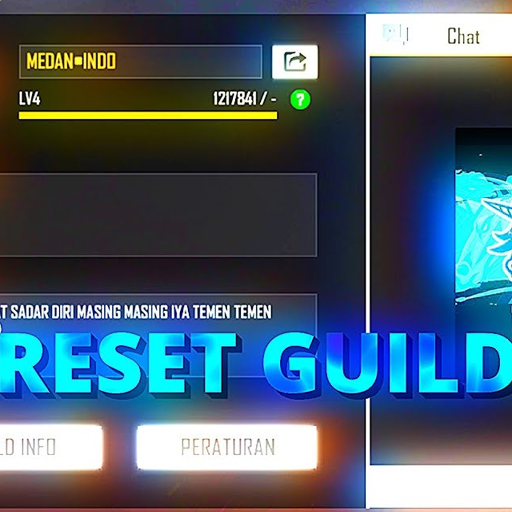 Chat
MEDAN■INDO
LV4 1217841 / - ?
T SADAR DIRI MASING MASING IYA TEMEN TEMEN
RESET GUILD
LD INFO
PERATURAN